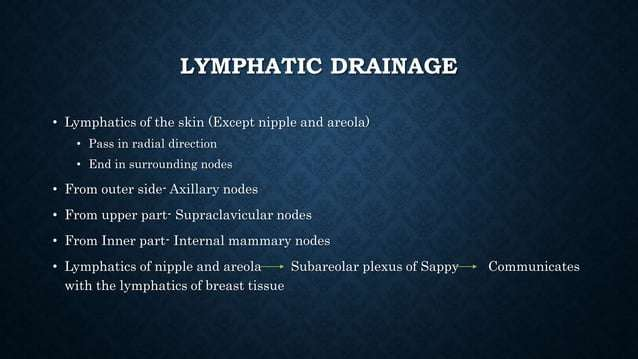 LYMPHATIC DRAINAGE
• Lymphatics of the skin (Except nipple and areola)
• Pass in radial direction
• End in surrounding nodes
• From outer side- Axillary nodes
• From upper part- Supraclavicular nodes
• From Inner part- Internal mammary nodes
• Lymphatics of nipple and areola → Subareolar plexus of Sappy → Communicates
with the lymphatics of breast tissue